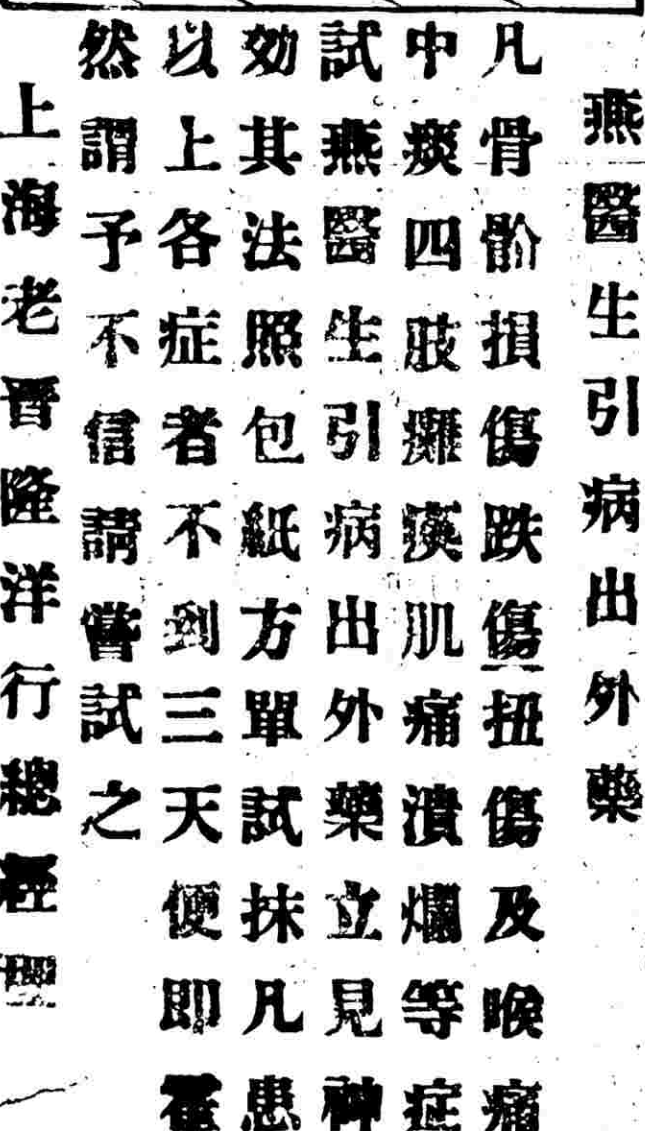 燕醫生引病出外藥
凡骨骱損傷跌傷扭傷及喉痛
中痰四肢癱瘓肌痛潰爛等症
試燕醫生引病出外藥立見神
効其法照包紙方單試抹凡患
以上各症者不到三天便即霍
然謂予不信請嘗試之
上海老晋隆洋行總經理